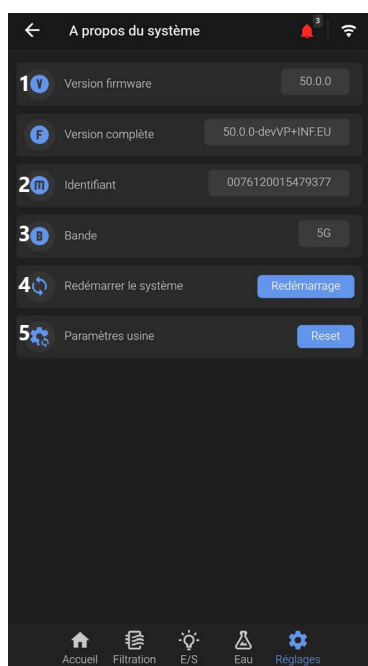 A propos du système
3
1 V Version firmware 50.0.0
F Version complète 50.0.0-devVP+INF.EU
2 m Identifiant 0076120015479377
3 B Bande 5G
4 Redémarrer le système Redémarrage
5 Paramètres usine Reset
Accueil Filtration E/S Eau Réglages